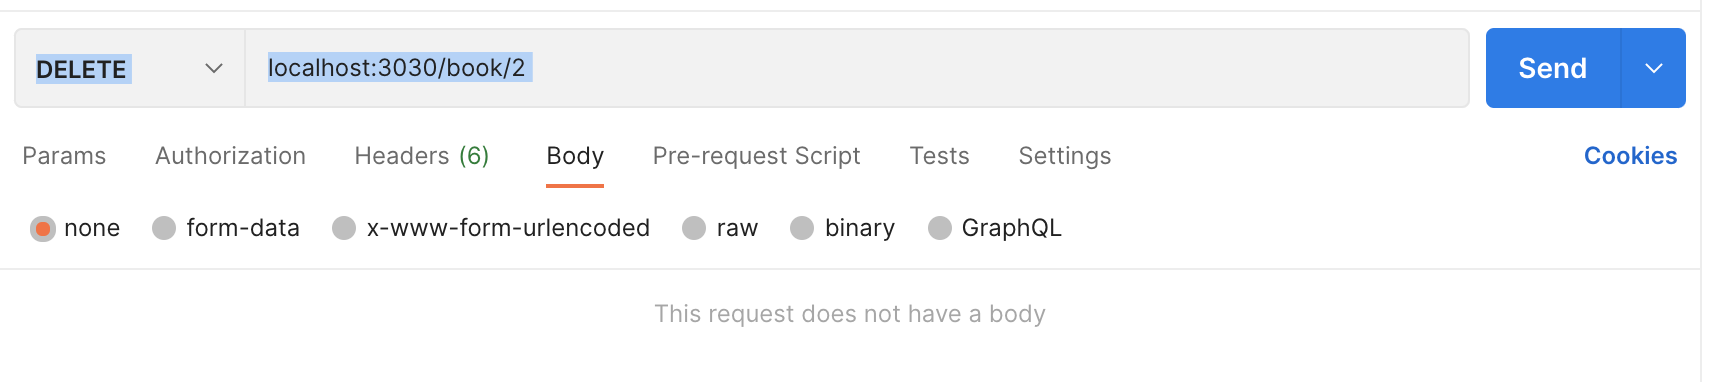 DELETE localhost:3030/book/2 Send
Params Authorization Headers (6) Body Pre-request Script Tests Settings Cookies
none form-data x-www-form-urlencoded raw binary GraphQL
This request does not have a body